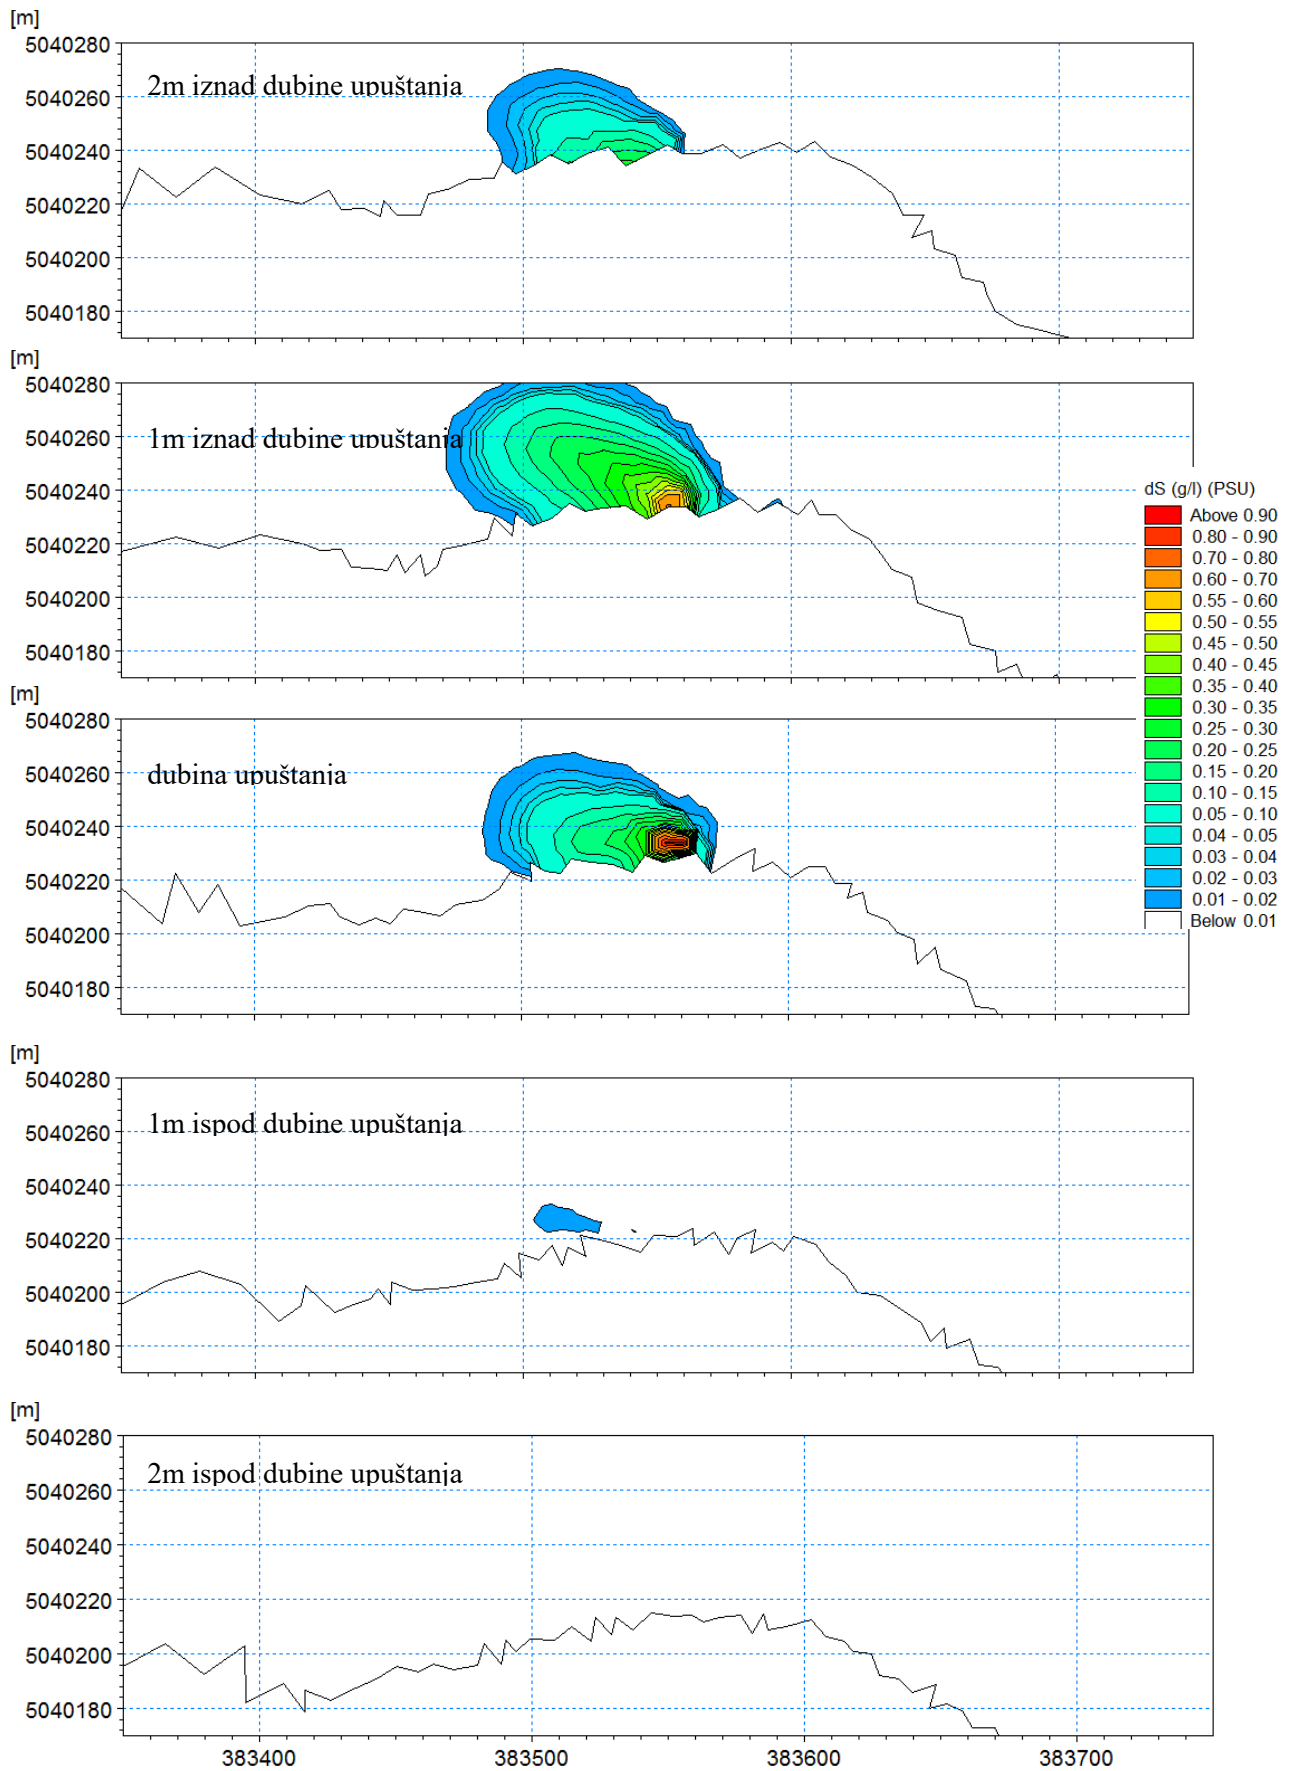 [m]
5040280
2m iznad dubine upuštanja
5040260
5040240
5040220
5040200
5040180
[m]
5040280
1m iznad dubine upuštanja
5040260
5040240
5040220
5040200
5040180
dS (g/l) (PSU)
Above 0.90
0.80 - 0.90
0.70 - 0.80
0.60 - 0.70
0.55 - 0.60
0.50 - 0.55
0.45 - 0.50
0.40 - 0.45
0.35 - 0.40
0.30 - 0.35
0.25 - 0.30
0.20 - 0.25
0.15 - 0.20
0.10 - 0.15
0.05 - 0.10
0.04 - 0.05
0.03 - 0.04
0.02 - 0.03
0.01 - 0.02
Below 0.01
[m]
5040280
dubina upuštanja
5040260
5040240
5040220
5040200
5040180
[m]
5040280
1m ispod dubine upuštanja
5040260
5040240
5040220
5040200
5040180
[m]
5040280
2m ispod dubine upuštanja
5040260
5040240
5040220
5040200
5040180
383400 383500 383600 383700